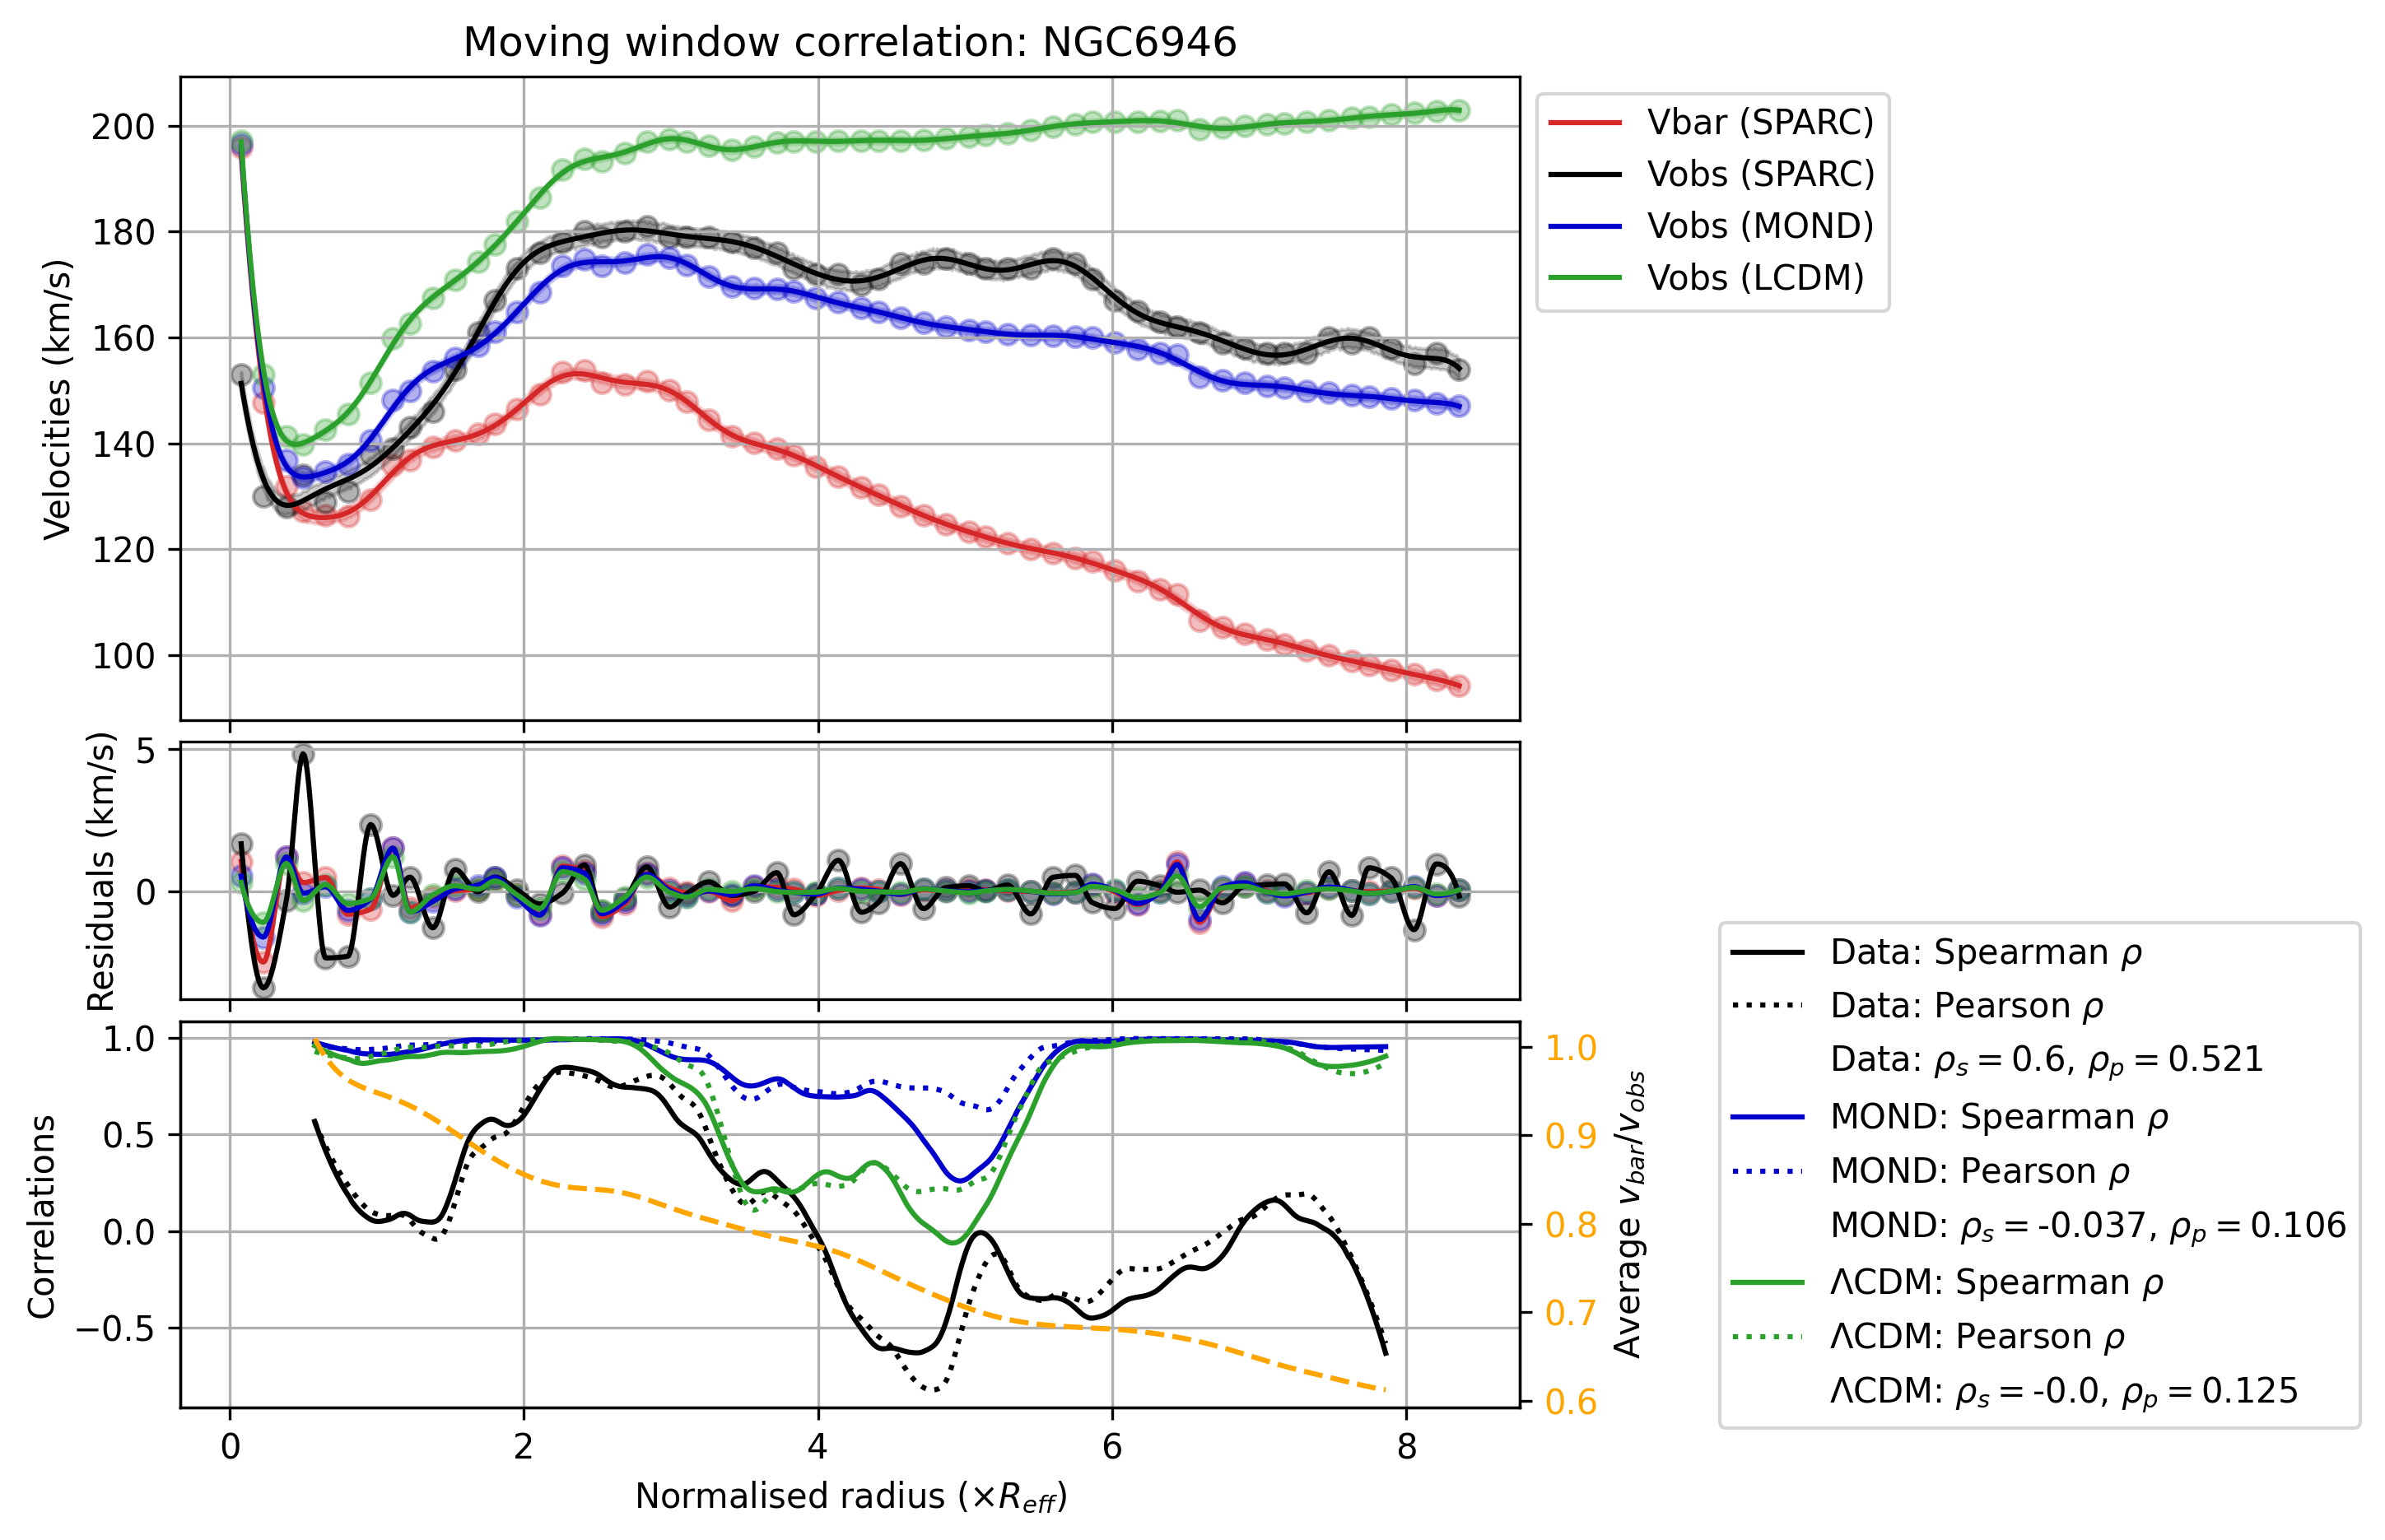 Moving window correlation: NGC6946
200
180
160
140
120
100
Velocities (km/s)
Vbar (SPARC)
Vobs (SPARC)
Vobs (MOND)
Vobs (LCDM)
5
0
Residuals (km/s)
1.0
0.5
0.0
−0.5
Correlations
1.0
0.9
0.8
0.7
0.6
Average v_bar/v_obs
0 2 4 6 8
Normalised radius (×R_eff)
Data: Spearman ρ
Data: Pearson ρ
Data: ρ_s = 0.6, ρ_p = 0.521
MOND: Spearman ρ
MOND: Pearson ρ
MOND: ρ_s = -0.037, ρ_p = 0.106
ΛCDM: Spearman ρ
ΛCDM: Pearson ρ
ΛCDM: ρ_s = -0.0, ρ_p = 0.125